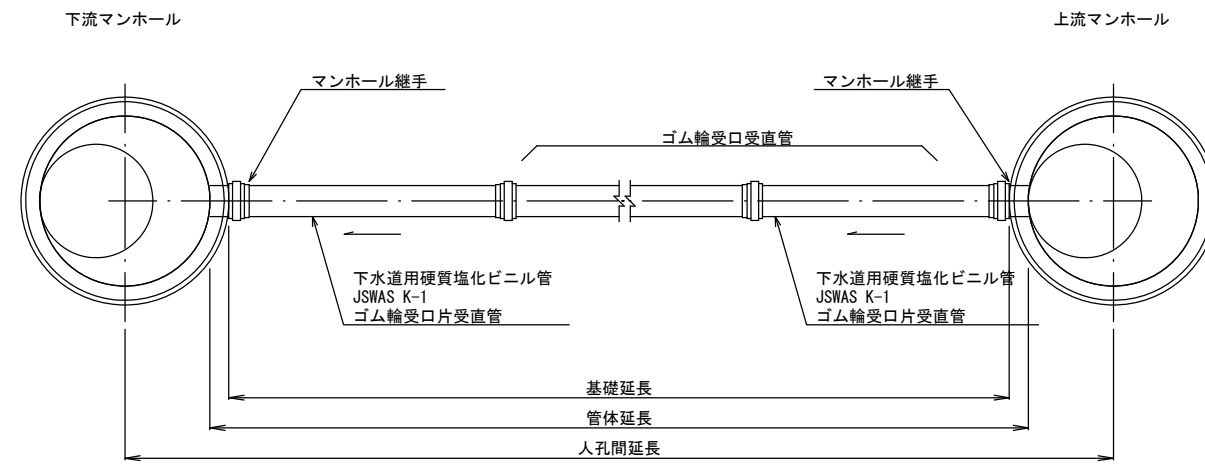 下流マンホール
上流マンホール
マンホール継手
マンホール継手
ゴム輪受口受直管
下水道用硬質塩化ビニル管
JSWAS K-1
ゴム輪受口片受直管
下水道用硬質塩化ビニル管
JSWAS K-1
ゴム輪受口片受直管
基礎延長
管体延長
人孔間延長